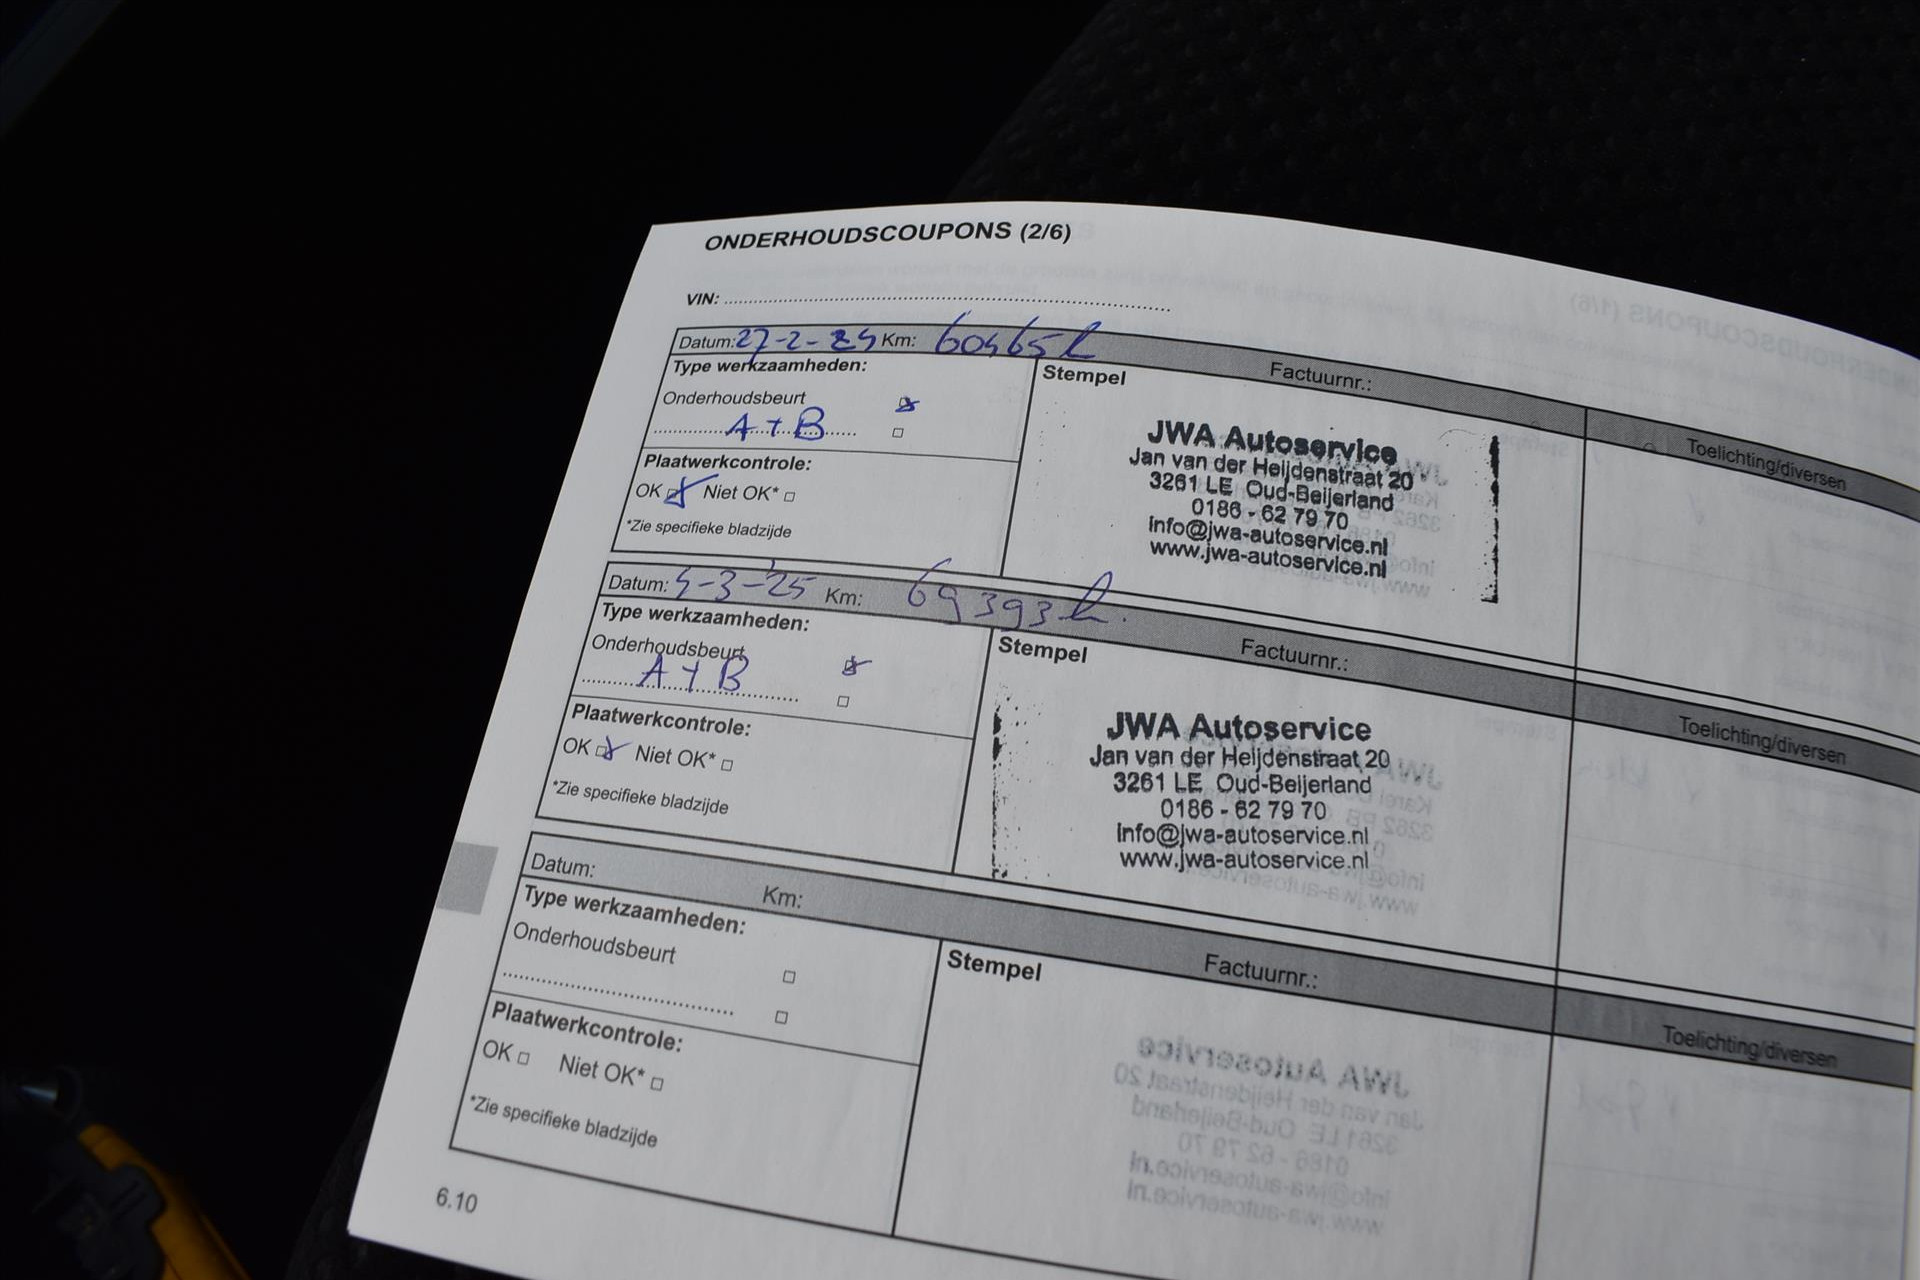 ONDERHOUDSCOUPONS (2/6)
VIN:
Datum: 27-2-24 Km: 60465
Type werkzaamheden:
Onderhoudsbeurt
A + B
Plaatwerkcontrole:
OK Niet OK*
*Zie specifieke bladzijde
Stempel
Factuurnr.:
JWA Autoservice
Jan van der Heijdenstraat 20
3261 LE Oud-Beijerland
0186 - 62 79 70
info@jwa-autoservice.nl
www.jwa-autoservice.nl
Toelichting/diversen
Datum: 5-3-'25 Km: 69393
Type werkzaamheden:
Onderhoudsbeurt
A + B
Plaatwerkcontrole:
OK Niet OK*
*Zie specifieke bladzijde
Stempel
Factuurnr.:
JWA Autoservice
Jan van der Heijdenstraat 20
3261 LE Oud-Beijerland
0186 - 62 79 70
info@jwa-autoservice.nl
www.jwa-autoservice.nl
Toelichting/diversen
Datum: Km:
Type werkzaamheden:
Onderhoudsbeurt
Plaatwerkcontrole:
OK Niet OK*
*Zie specifieke bladzijde
Stempel
Factuurnr.:
Toelichting/diversen
6.10